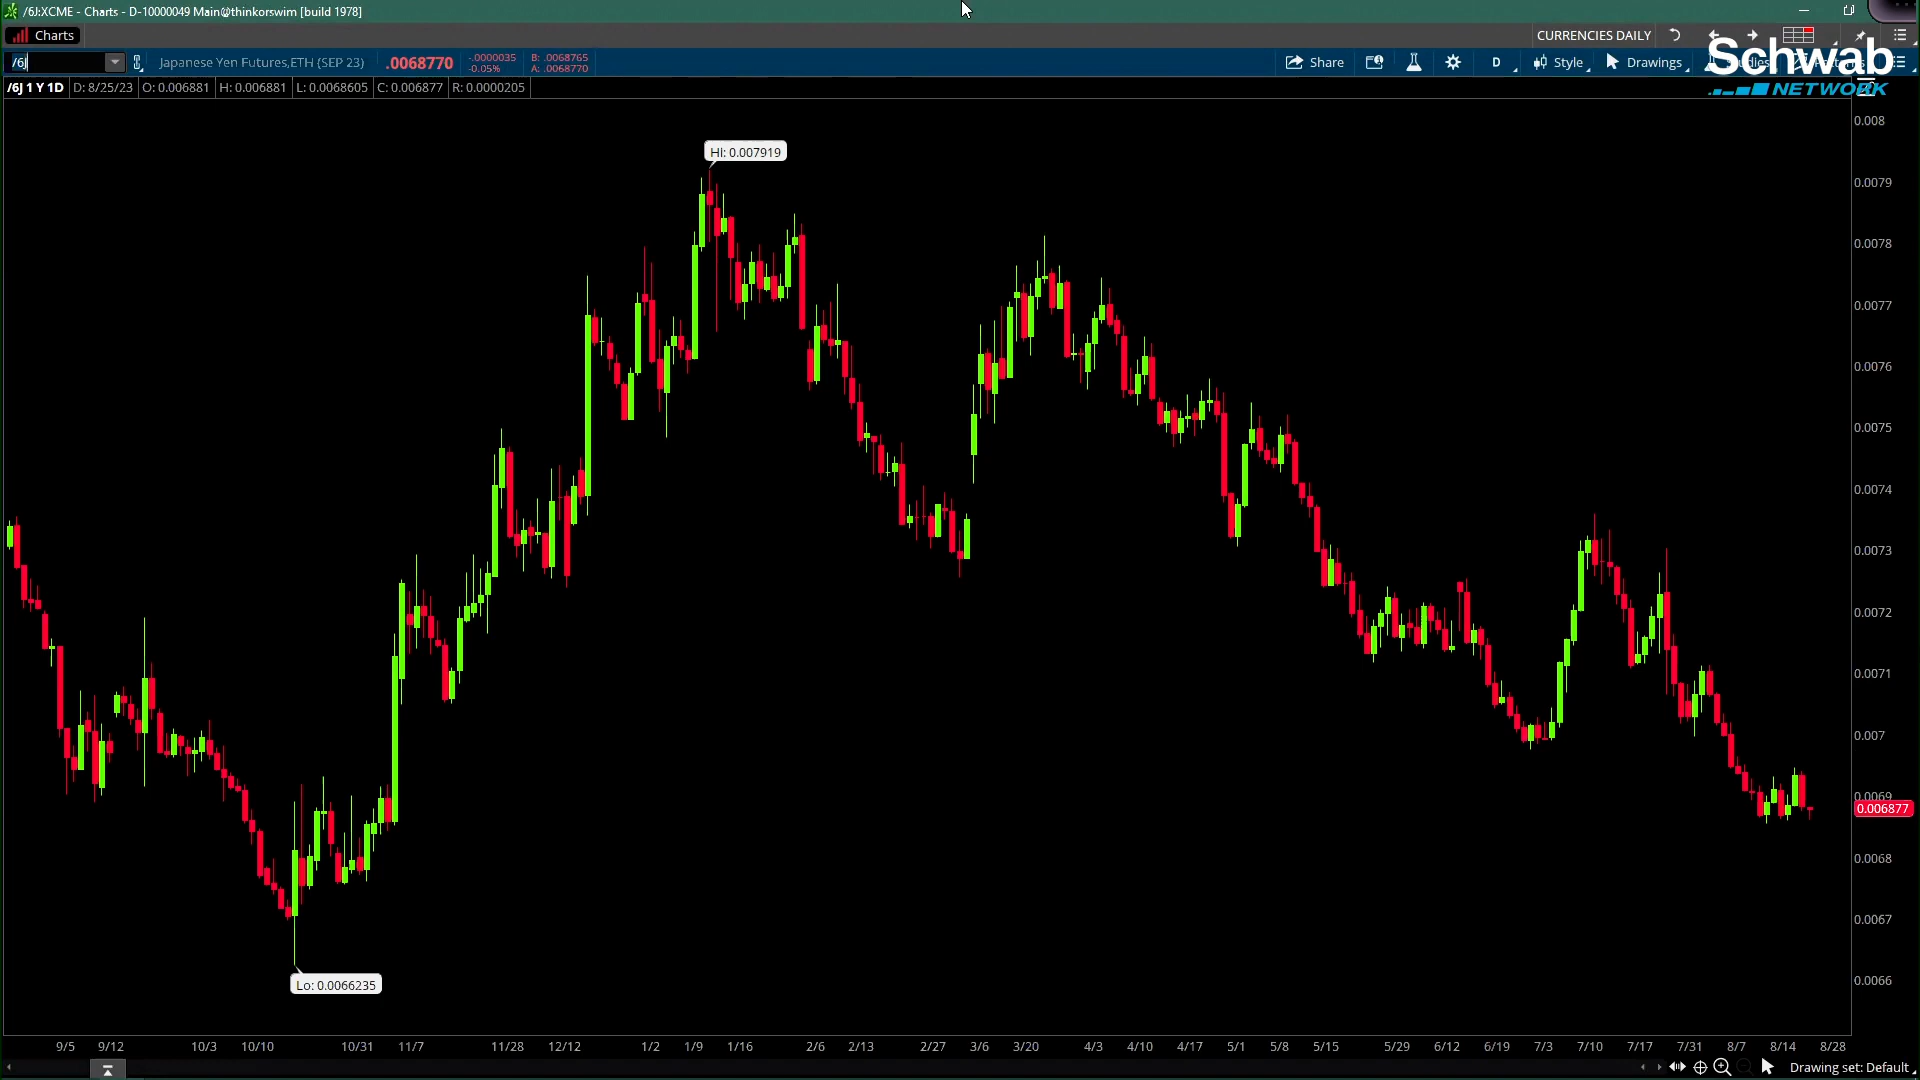 /6J:XCME - Charts - D-10000049 Main@thinkorswim [build 1978]
Charts
CURRENCIES DAILY
/6J
Japanese Yen Futures,ETH (SEP 23)
.0068770
-.0000035
-0.05%
B: .0068765
A: .0068770
Share
D
Style
Drawings
Schwab
NETWORK
/6J 1 Y 1D D: 8/25/23 O: 0.006881 H: 0.006881 L: 0.0068605 C: 0.006877 R: 0.0000205
Hi: 0.007919
Lo: 0.0066235
0.008
0.0079
0.0078
0.0077
0.0076
0.0075
0.0074
0.0073
0.0072
0.0071
0.007
0.0069
0.006877
0.0068
0.0067
0.0066
9/5 9/12 10/3 10/10 10/31 11/7 11/28 12/12 1/2 1/9 1/16 2/6 2/13 2/27 3/6 3/20 4/3 4/10 4/17 5/1 5/8 5/15 5/29 6/12 6/19 7/3 7/10 7/17 7/31 8/7 8/14 8/28
Drawing set: Default